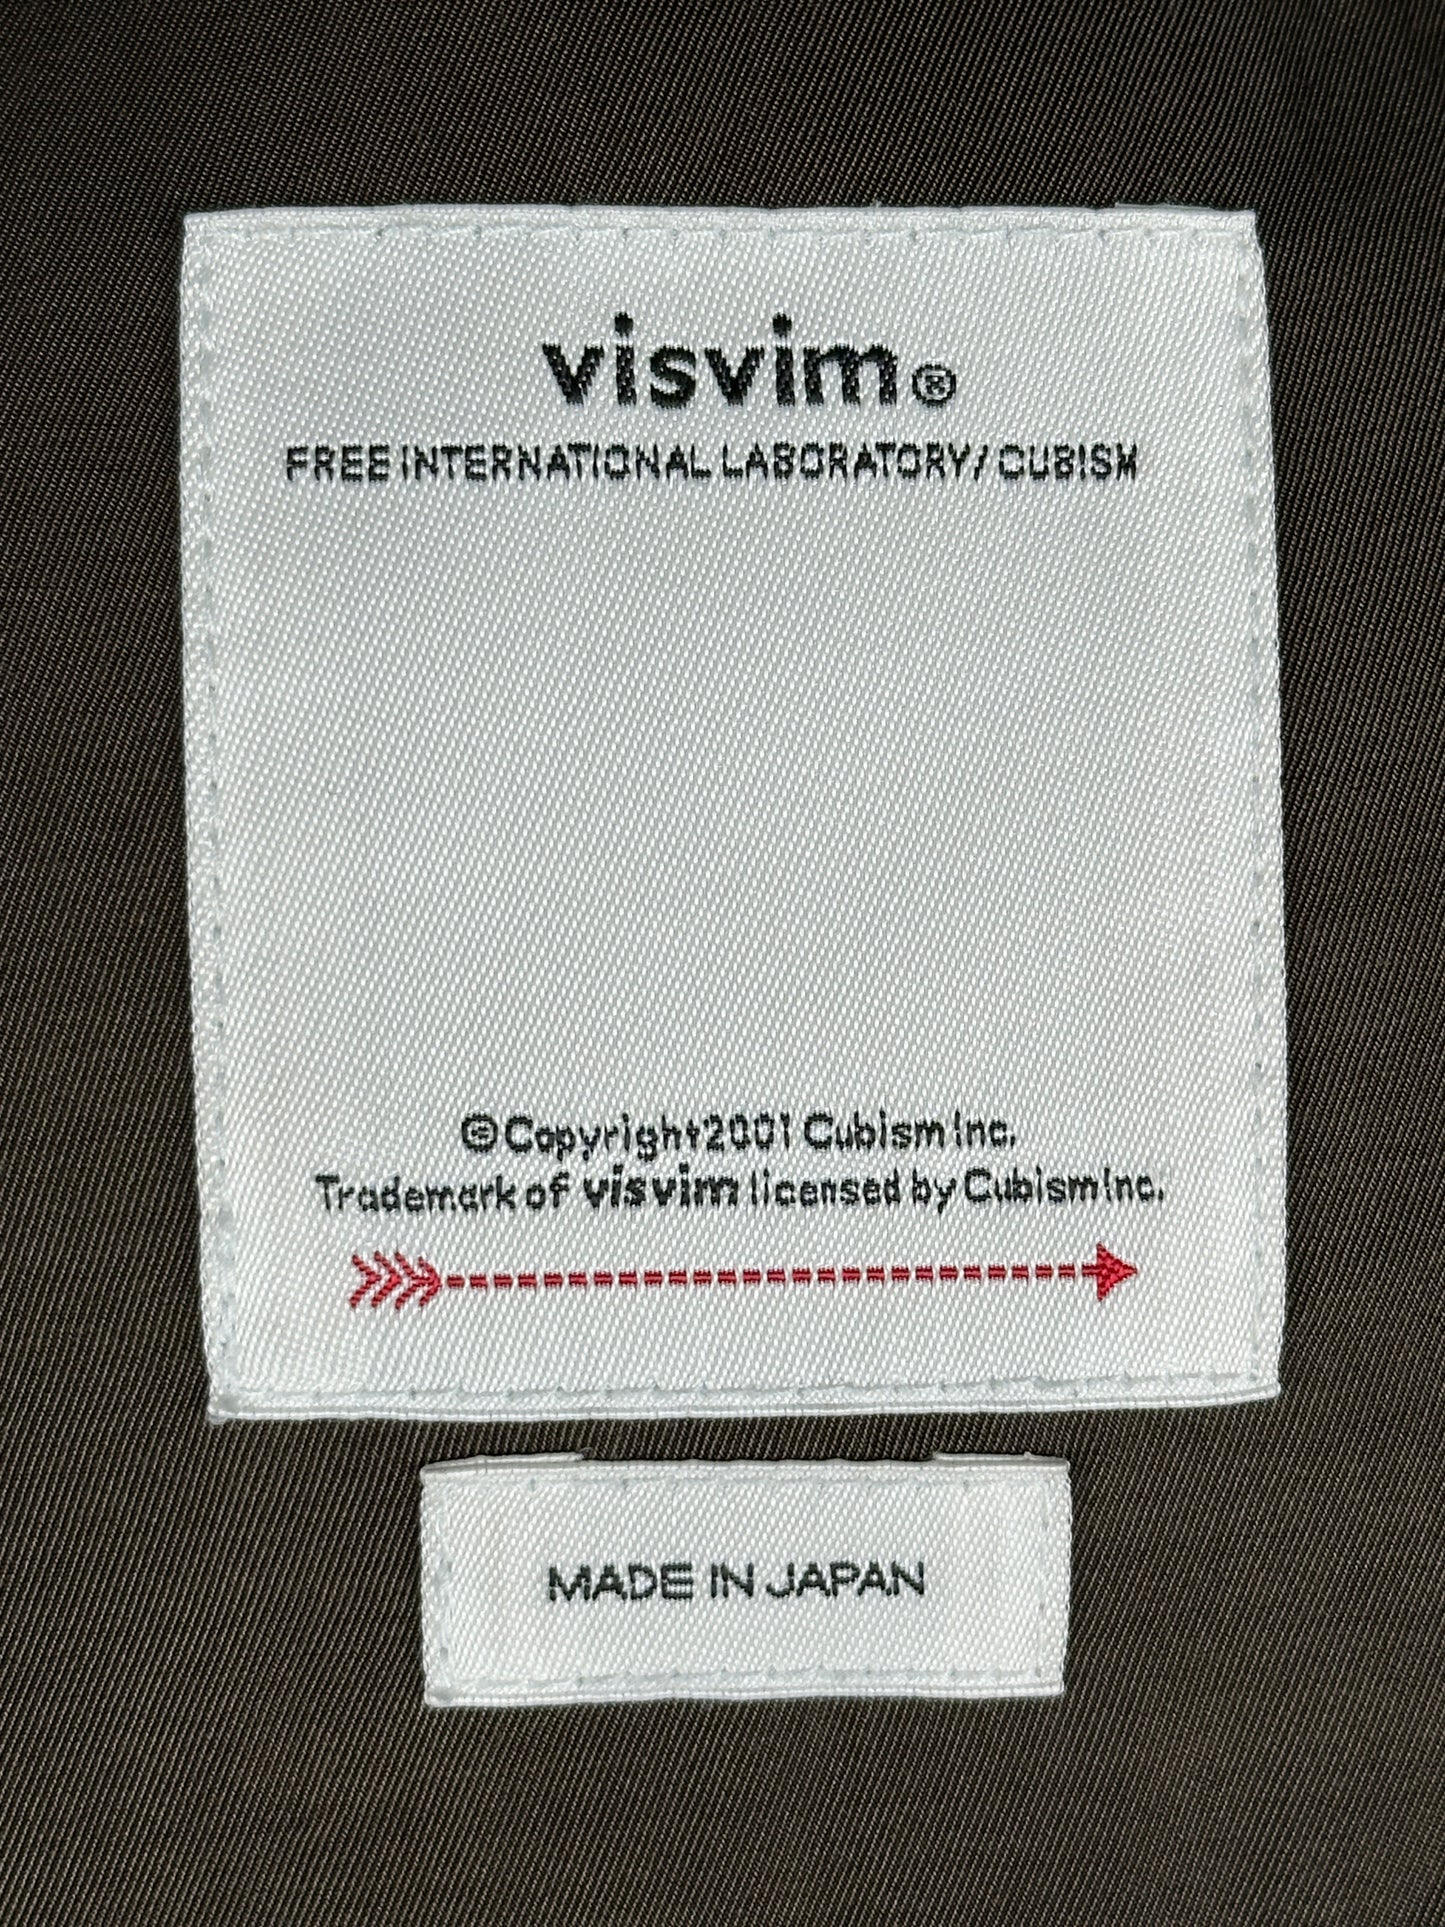 visvim®
FREE INTERNATIONAL LABORATORY/CUBISM
©Copyright2001 Cubism Inc.
Trademark of visvim licensed by Cubism Inc.
MADE IN JAPAN